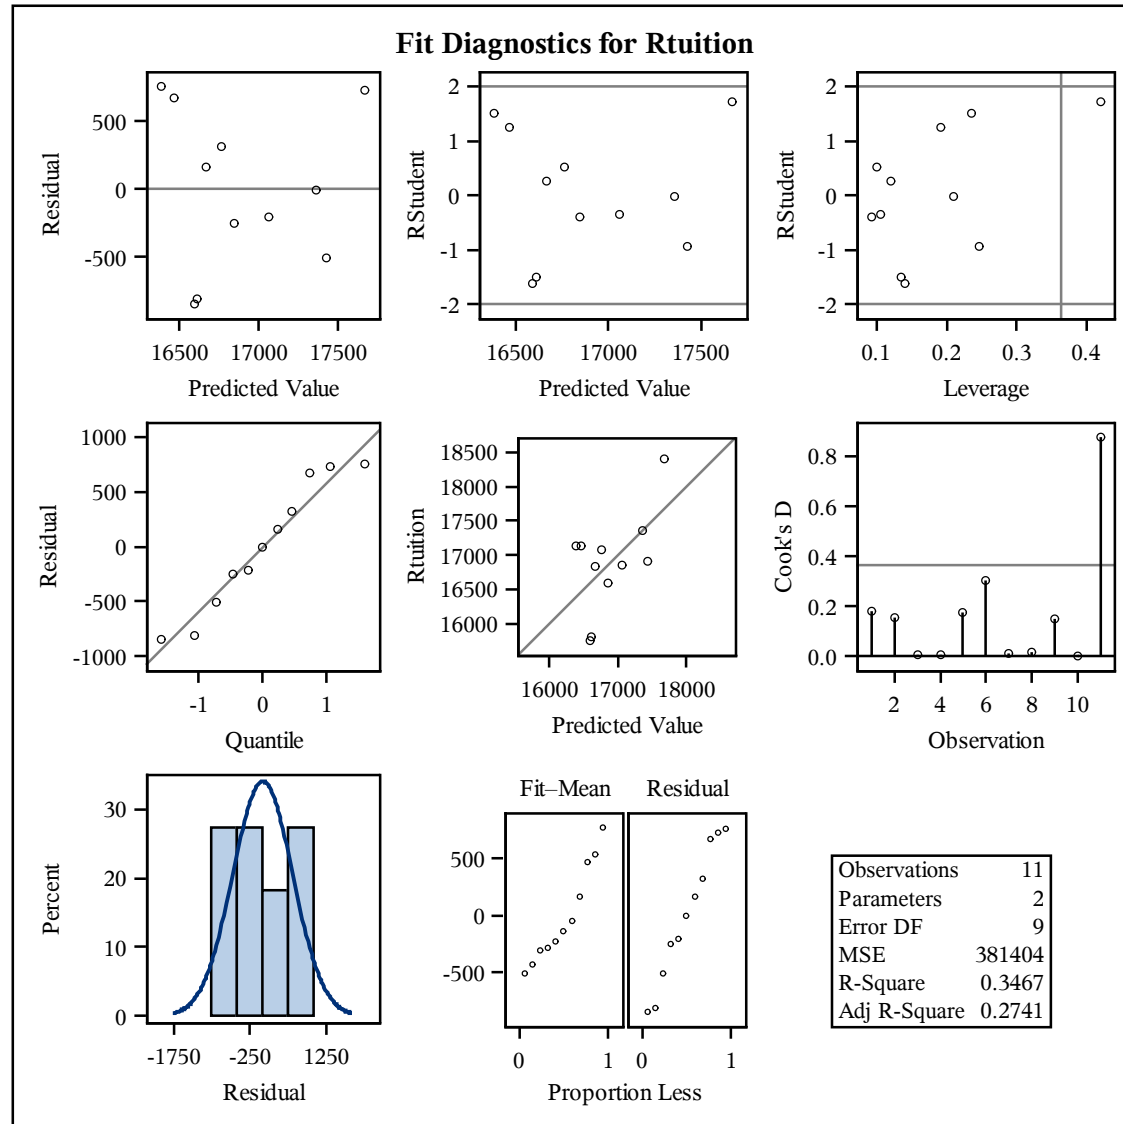 Fit Diagnostics for Rtuition
Residual
500
0
-500
16500 17000 17500
Predicted Value
RStudent
2
1
0
-1
-2
16500 17000 17500
Predicted Value
RStudent
2
1
0
-1
-2
0.1 0.2 0.3 0.4
Leverage
Residual
1000
500
0
-500
-1000
-1 0 1
Quantile
Rtuition
18500
18000
17500
17000
16500
16000
16000 17000 18000
Predicted Value
Cook's D
0.8
0.6
0.4
0.2
0.0
2 4 6 8 10
Observation
Percent
30
20
10
0
-1750 -250 1250
Residual
Fit–Mean Residual
500
0
-500
0 1 0 1
Proportion Less
Observations 11
Parameters 2
Error DF 9
MSE 381404
R-Square 0.3467
Adj R-Square 0.2741